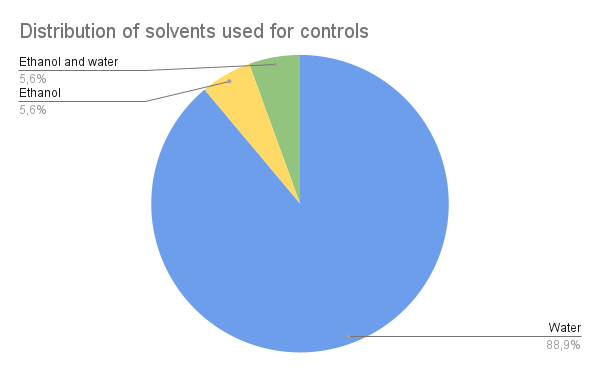 Distribution of solvents used for controls
Ethanol and water
5,6%
Ethanol
5,6%
Water
88,9%